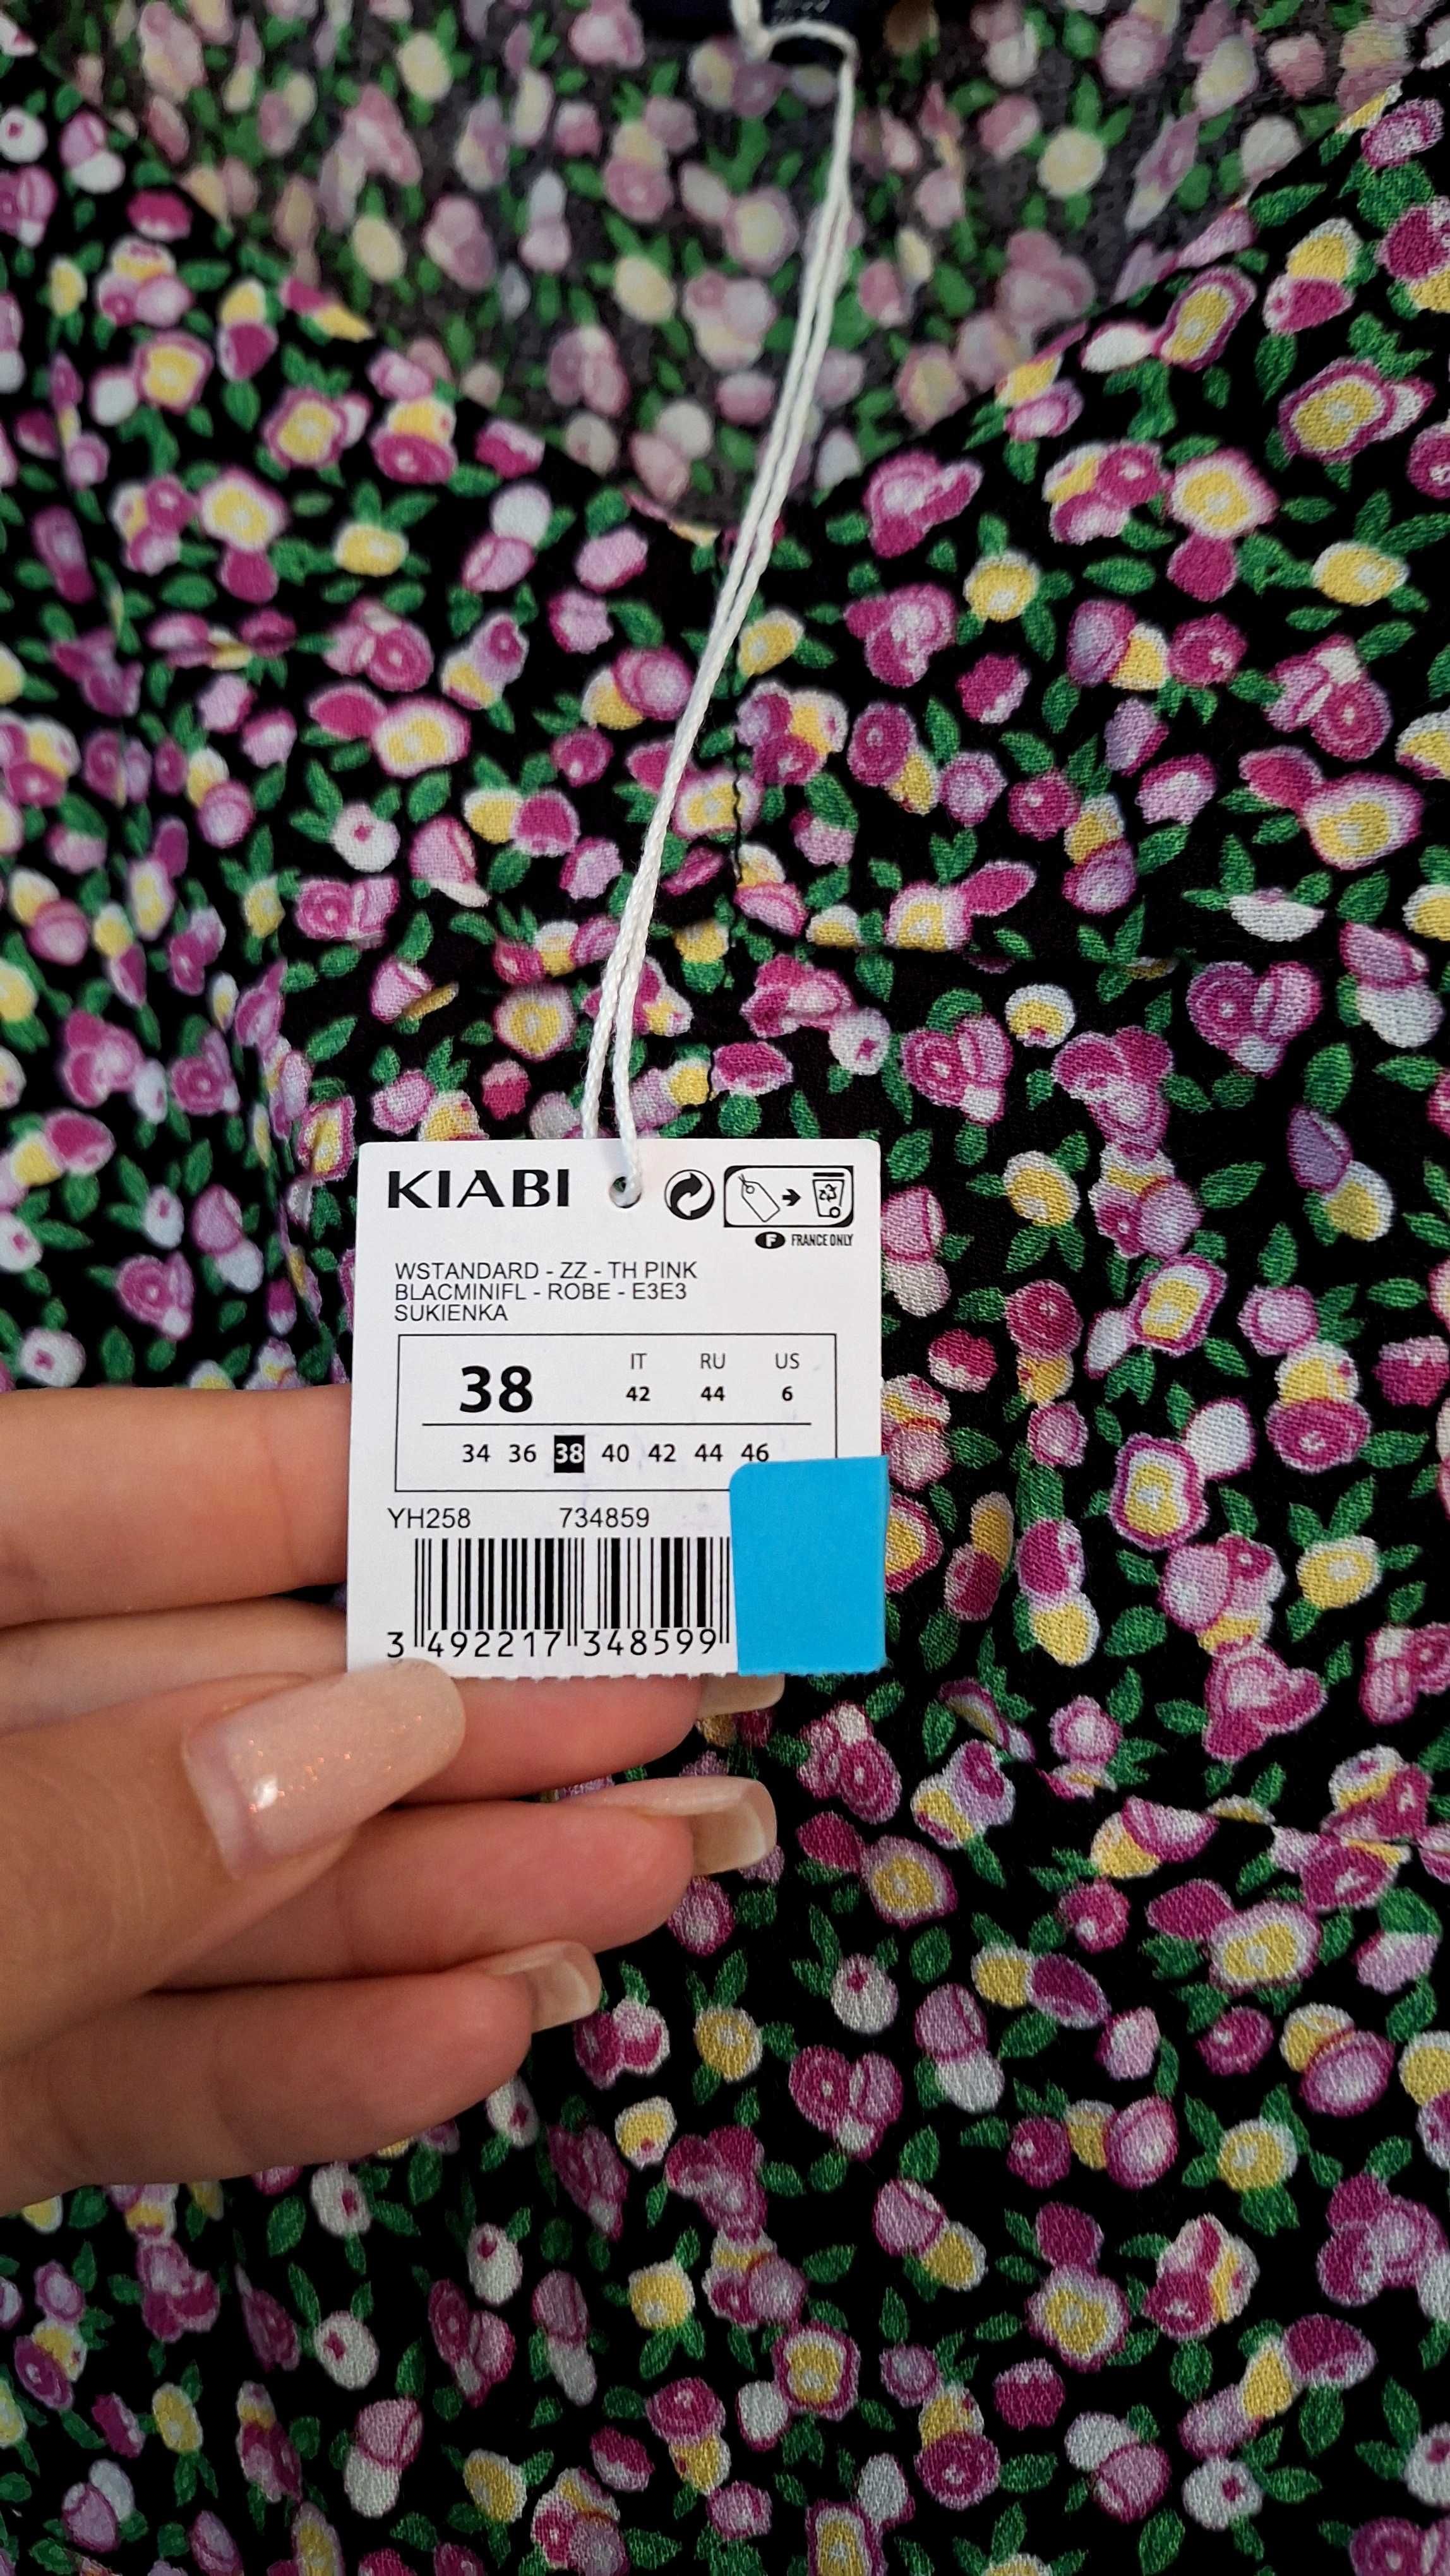 KIABI
F FRANCE ONLY
WSTANDARD - ZZ - TH PINK
BLACMINIFL - ROBE - E3E3
SUKIENKA
IT RU US
38 42 44 6
34 36 38 40 42 44 46
YH258 734859
3 492217 348599